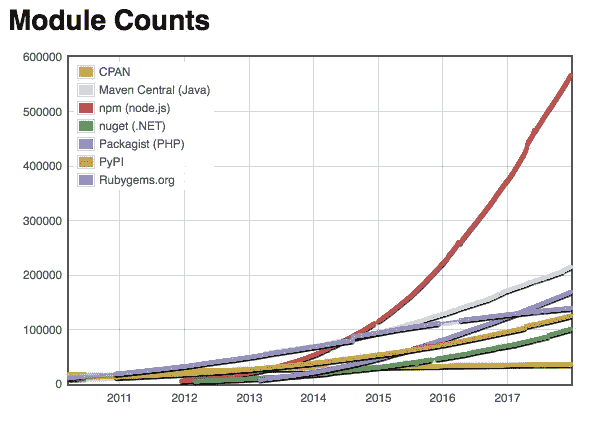 Module Counts
600000
500000
400000
300000
200000
100000
0
CPAN
Maven Central (Java)
npm (node.js)
nuget (.NET)
Packagist (PHP)
PyPI
Rubygems.org
2011
2012
2013
2014
2015
2016
2017